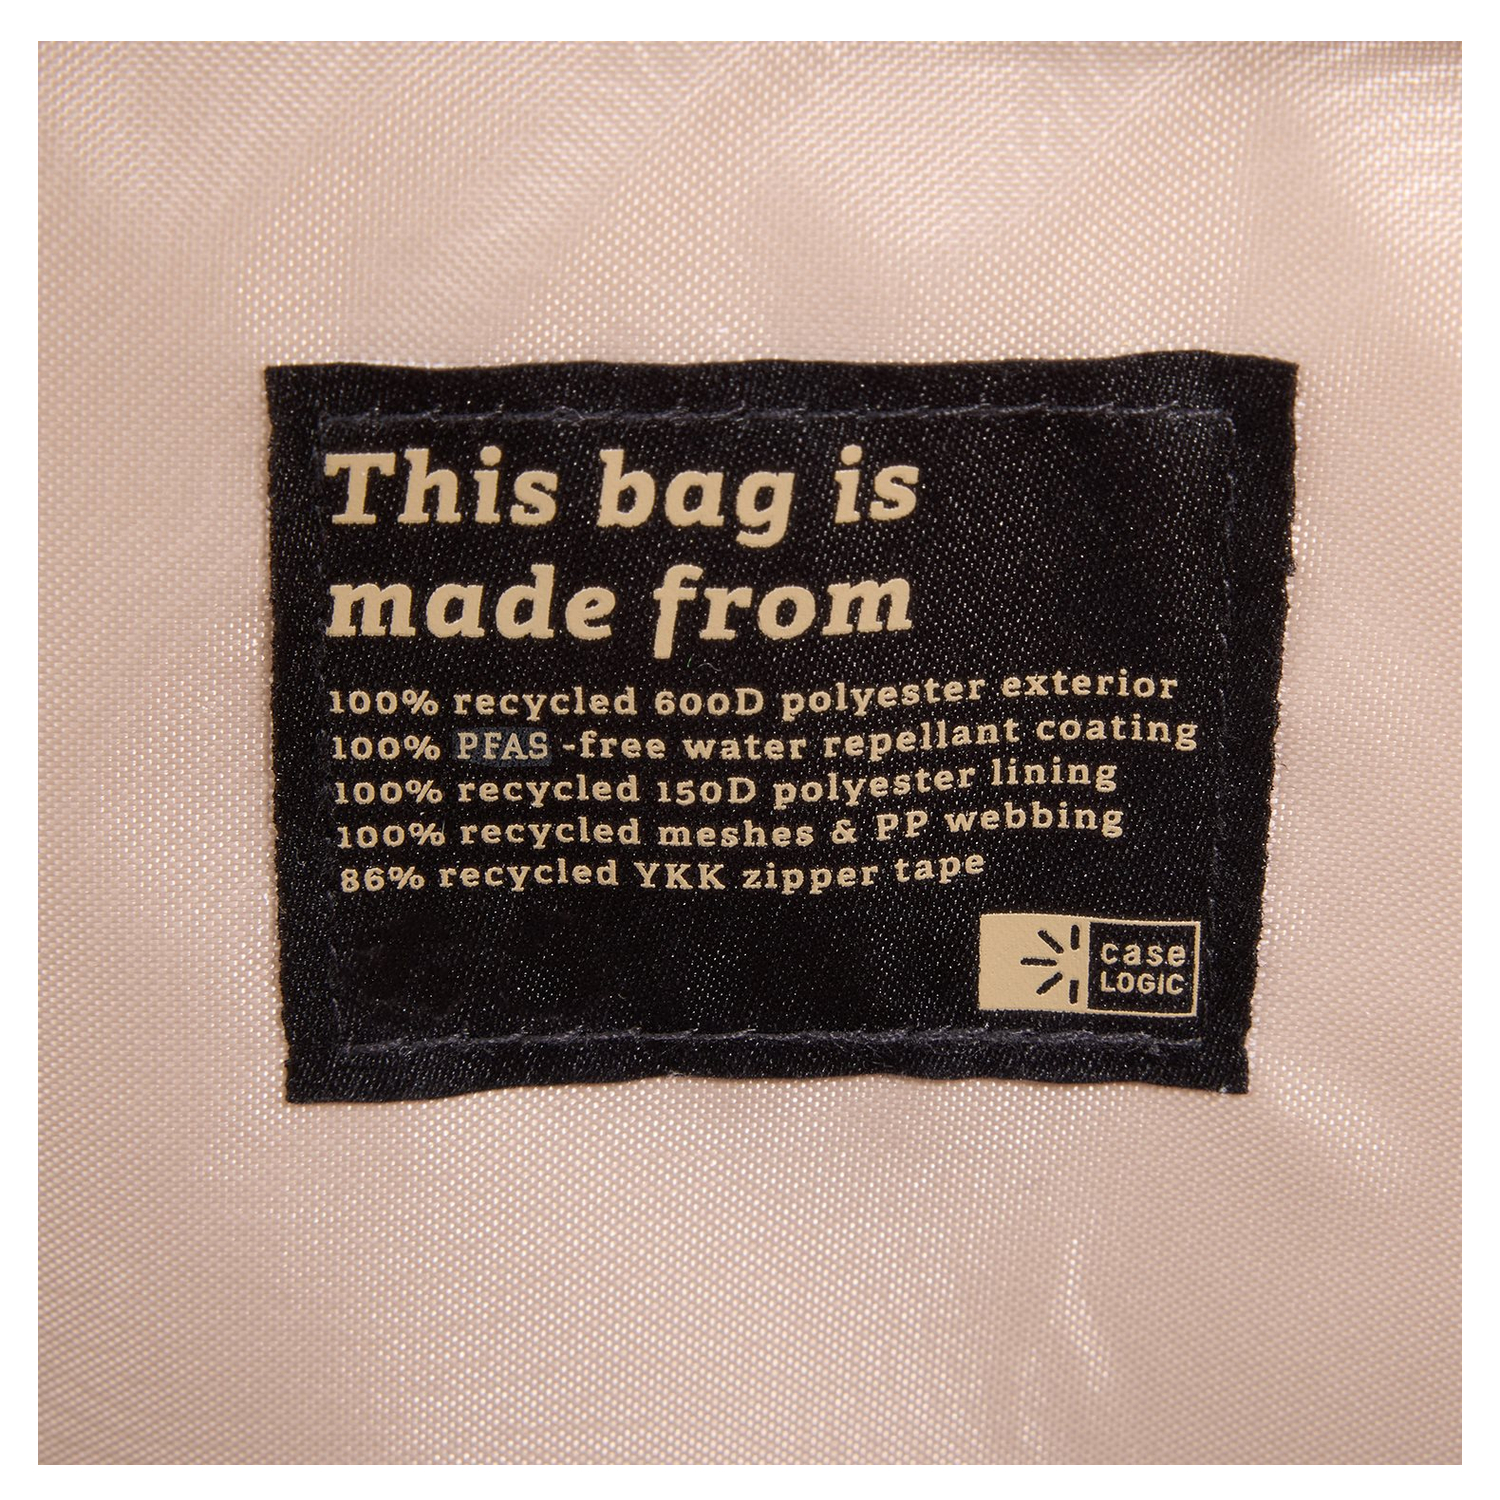 This bag is
made from
100% recycled 600D polyester exterior
100% PFAS -free water repellant coating
100% recycled 150D polyester lining
100% recycled meshes & PP webbing
86% recycled YKK zipper tape
case
LOGIC